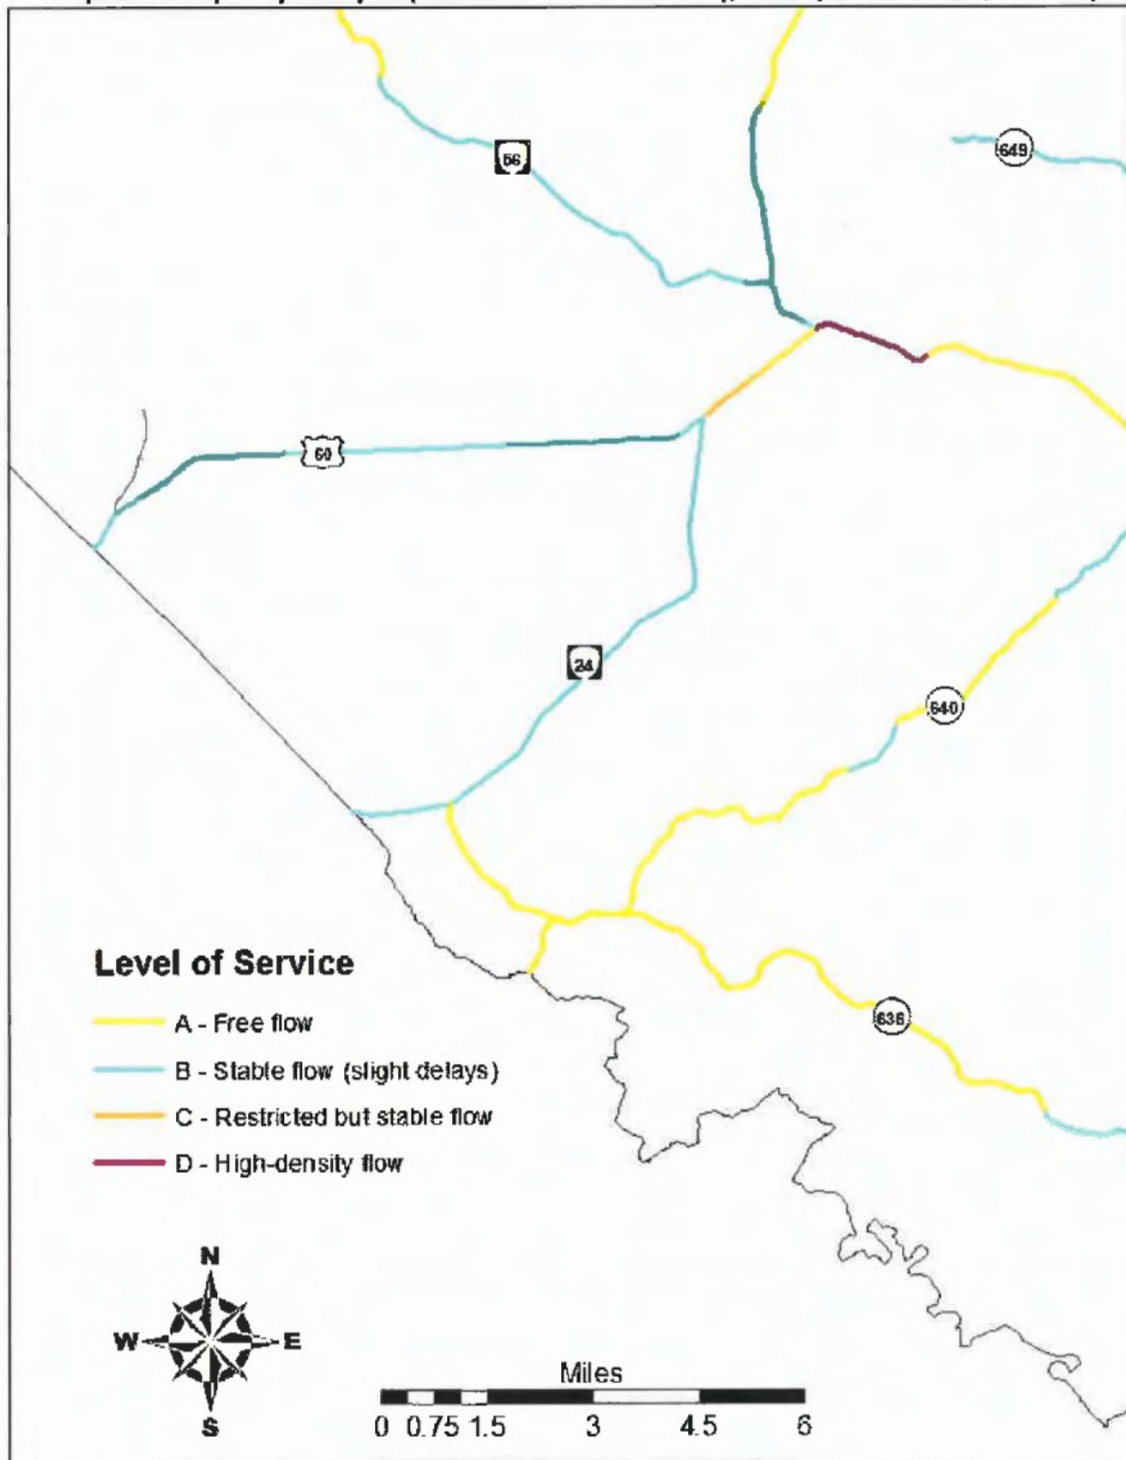 56
649
60
24
640
Level of Service
A - Free flow
B - Stable flow (slight delays)
636
C - Restricted but stable flow
D - High-density flow
N
W
E
S
Miles
0 0.75 1.5 3 4.5 6